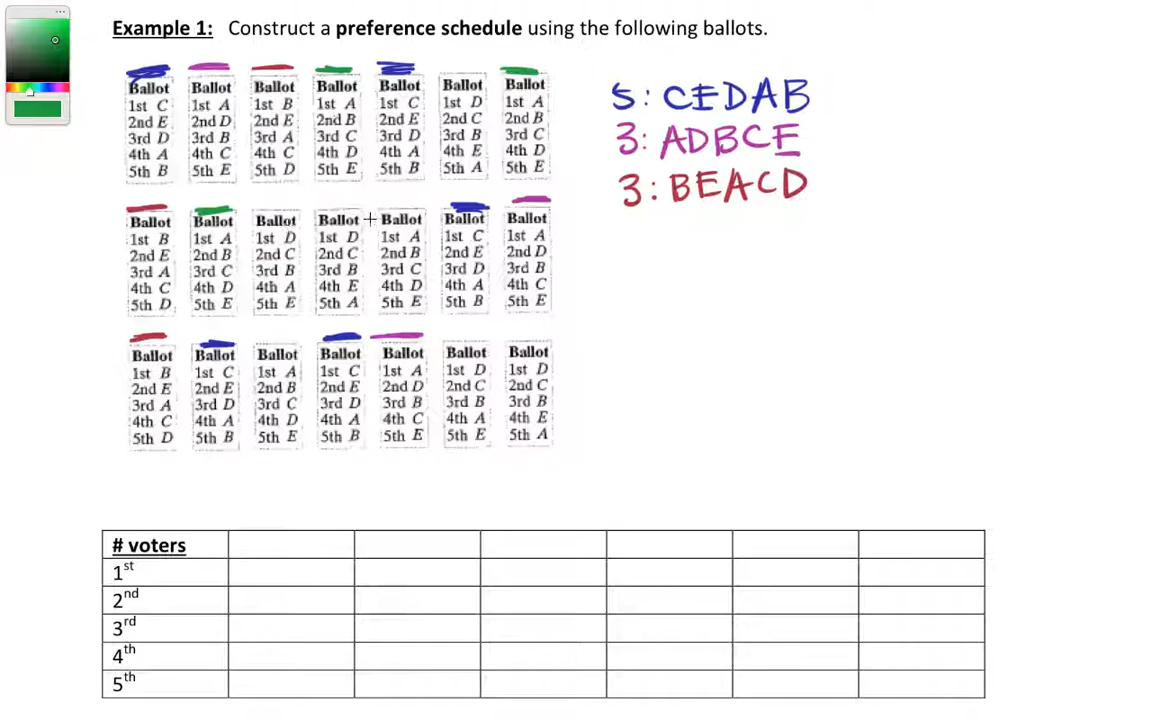 Example 1: Construct a preference schedule using the following ballots.
Ballot Ballot Ballot Ballot Ballot Ballot Ballot
1st C 1st A 1st B 1st A 1st C 1st D 1st A
2nd E 2nd D 2nd E 2nd B 2nd E 2nd C 2nd B
3rd D 3rd B 3rd A 3rd C 3rd D 3rd B 3rd C
4th A 4th C 4th C 4th D 4th A 4th E 4th D
5th B 5th E 5th D 5th E 5th B 5th A 5th E
5: CEDAB
3: ADBCE
3: BEACD
Ballot Ballot Ballot Ballot Ballot Ballot Ballot
1st B 1st A 1st D 1st D 1st A 1st C 1st A
2nd E 2nd B 2nd C 2nd C 2nd B 2nd E 2nd D
3rd A 3rd C 3rd B 3rd B 3rd C 3rd D 3rd B
4th C 4th D 4th A 4th E 4th D 4th A 4th C
5th D 5th E 5th E 5th A 5th E 5th B 5th E
Ballot Ballot Ballot Ballot Ballot Ballot Ballot
1st B 1st C 1st A 1st C 1st A 1st D 1st D
2nd E 2nd E 2nd B 2nd E 2nd D 2nd C 2nd C
3rd A 3rd D 3rd C 3rd D 3rd B 3rd B 3rd B
4th C 4th A 4th D 4th A 4th C 4th A 4th E
5th D 5th B 5th E 5th B 5th E 5th E 5th A
# voters
1st
2nd
3rd
4th
5th